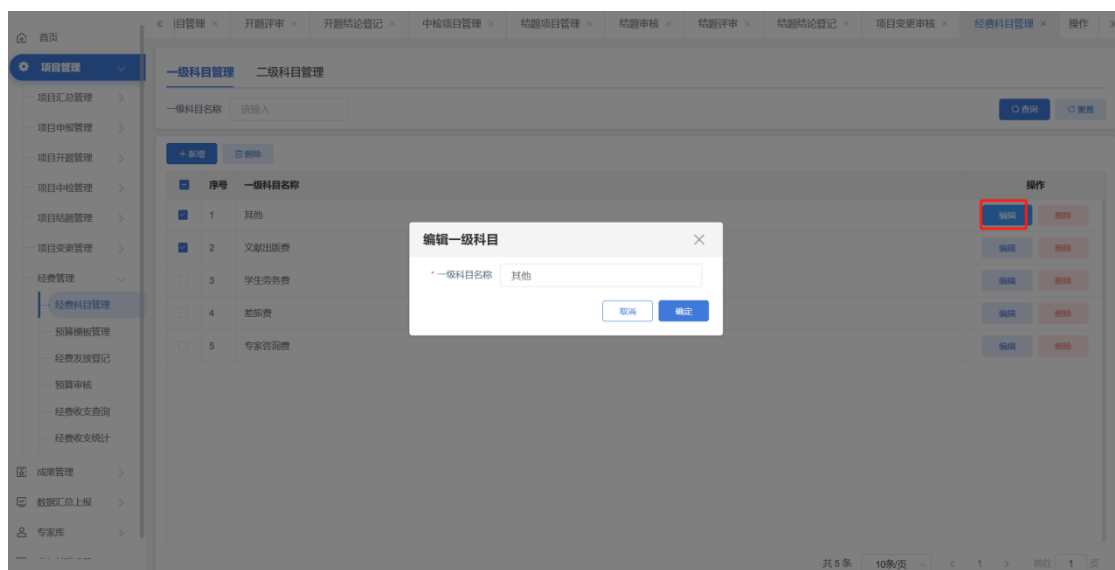 « 项目管理 × 开题评审 × 开题结论登记 × 中检项目管理 × 结题项目管理 × 结题审核 × 结题评审 × 结题结论登记 × 项目变更审核 × 经费科目管理 × 操作
首页
项目管理
项目汇总管理
项目申报管理
项目开题管理
项目中检管理
项目结题管理
项目变更管理
经费管理
经费科目管理
预算模板管理
经费发放登记
预算审核
经费收支查询
经费收支统计
成果管理
数据汇总上报
专家库
一级科目管理 二级科目管理
一级科目名称 请输入 查询 重置
+ 新增 删除
序号 一级科目名称 操作
1 其他 编辑 删除
2 文献出版费 编辑 删除
3 学生劳务费 编辑 删除
4 差旅费 编辑 删除
5 专家咨询费 编辑 删除
编辑一级科目 ×
* 一级科目名称 其他
取消 确定
共 5 条 10条/页 < 1 > 前往 1 页